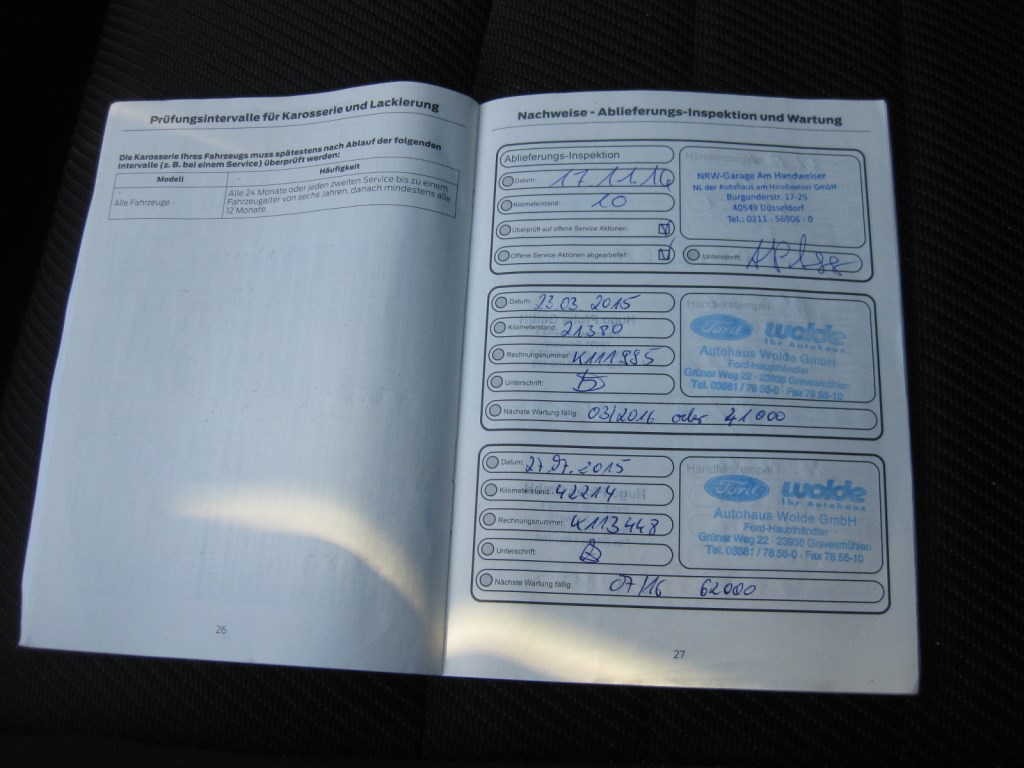 Prüfungsintervalle für Karosserie und Lackierung
Die Karosserie Ihres Fahrzeugs muss spätestens nach Ablauf der folgenden
Intervalle (z. B. bei einem Service) überprüft werden:
Modell Häufigkeit
Alle Fahrzeuge Alle 24 Monate oder jeden zweiten Service bis zu einem
Fahrzeugalter von sechs Jahren, danach mindestens alle
12 Monate.
26
Nachweise - Ablieferungs-Inspektion und Wartung
Ablieferungs-Inspektion
Datum: 17.11.14
Kilometerstand: 10
Überprüft auf offene Service Aktionen:
Offene Service Aktionen abgearbeitet:
Händlerstempel
NRW-Garage Am Handweiser
NL der Autohaus am Handweiser GmbH
Burgunderstr. 17-25
40549 Düsseldorf
Tel.: 0211 - 56906 - 0
Unterschrift:
Datum: 23.03.2015
Kilometerstand: 21380
Rechnungsnummer: K111995
Unterschrift:
Nächste Wartung fällig: 03/2016 oder 41000
Händlerstempel
Ford wolde
Ihr Autohaus
Autohaus Wolde GmbH
Ford-Haupthändler
Grüner Weg 22 - 23936 Grevesmühlen
Tel. 03881 / 78 56-0 - Fax 78 56-10
Datum: 27.07.2015
Kilometerstand: 42214
Rechnungsnummer: K113448
Unterschrift:
Nächste Wartung fällig: 07/16 62000
Händlerstempel
Ford wolde
Ihr Autohaus
Autohaus Wolde GmbH
Ford-Haupthändler
Grüner Weg 22 - 23936 Grevesmühlen
Tel. 03881 / 78 56-0 - Fax 78 56-10
27